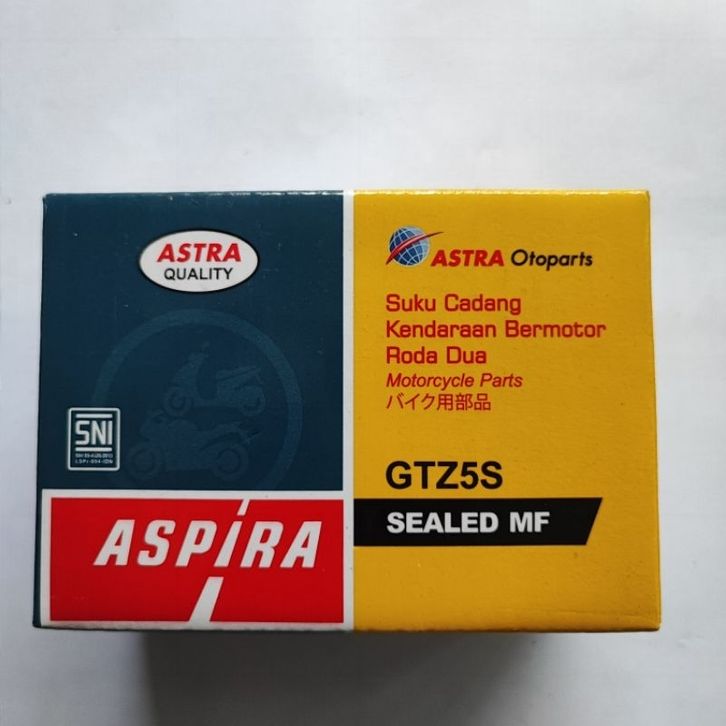 ASTRA
QUALITY
ASTRA Otoparts
Suku Cadang
Kendaraan Bermotor
Roda Dua
Motorcycle Parts
バイク用部品
SNI
GTZ5S
SEALED MF
ASPIRA